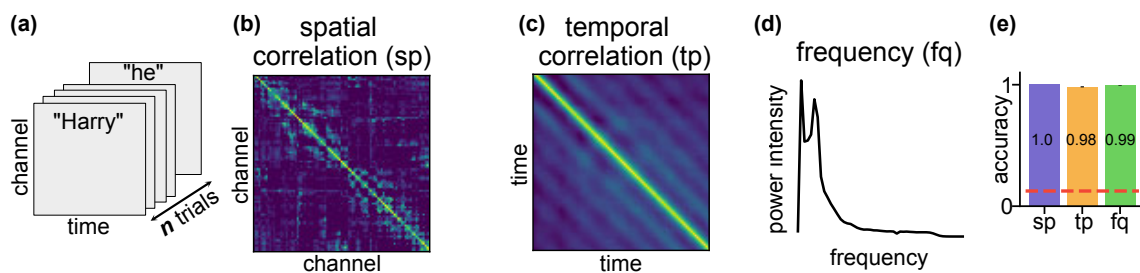 (a)
"he"
"Harry"
channel
time
n trials
(b)
spatial
correlation (sp)
channel
channel
(c)
temporal
correlation (tp)
time
time
(d)
frequency (fq)
power intensity
frequency
(e)
accuracy
1
0
1.0
0.98
0.99
sp
tp
fq